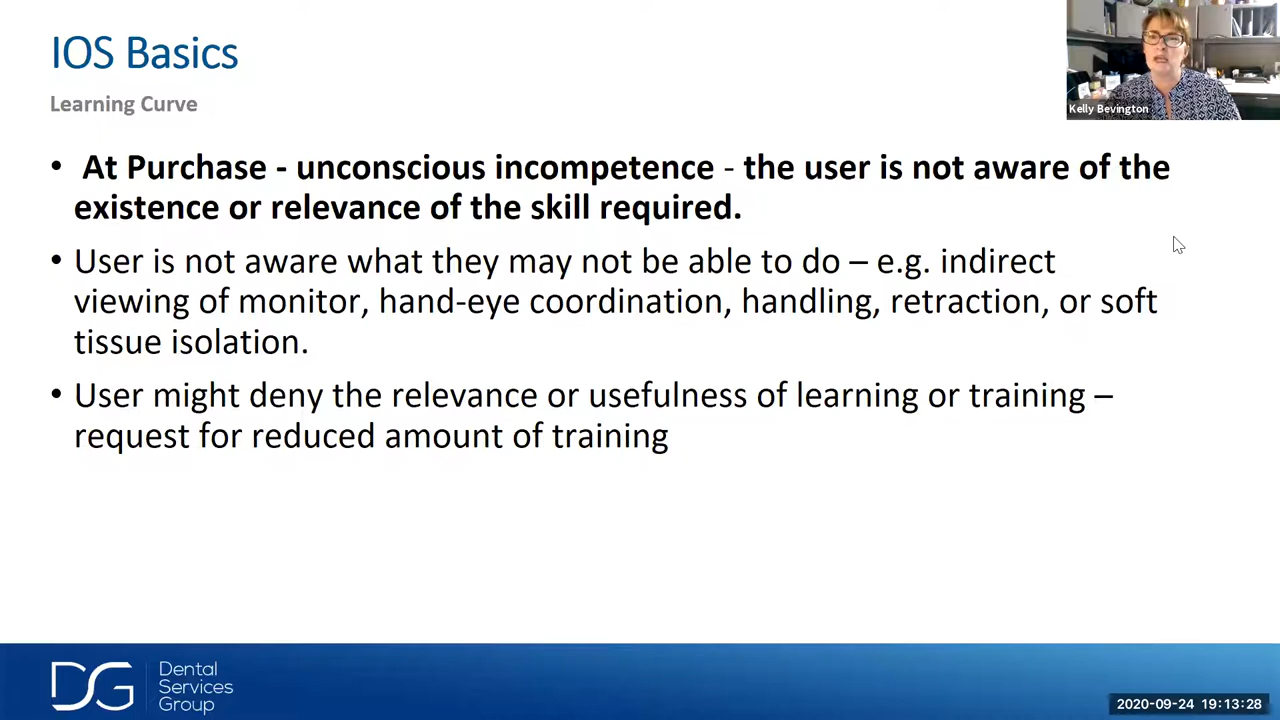 IOS Basics
Learning Curve
Kelly Bevington
• At Purchase - unconscious incompetence - the user is not aware of the
existence or relevance of the skill required.
• User is not aware what they may not be able to do – e.g. indirect
viewing of monitor, hand-eye coordination, handling, retraction, or soft
tissue isolation.
• User might deny the relevance or usefulness of learning or training –
request for reduced amount of training
DSG
Dental
Services
Group
2020-09-24 19:13:28